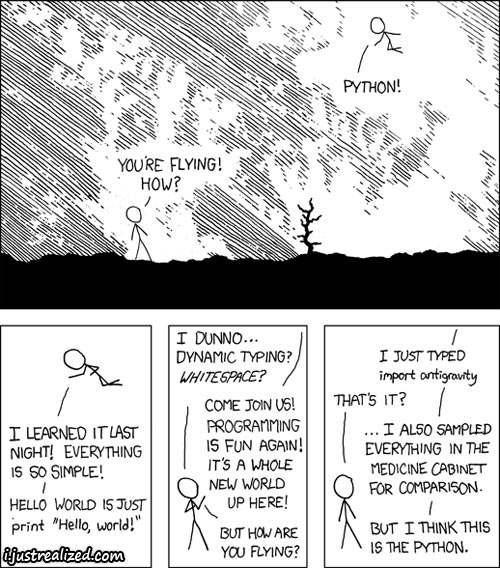 YOU'RE FLYING!
HOW?
PYTHON!
I LEARNED IT LAST
NIGHT! EVERYTHING
IS SO SIMPLE!
HELLO WORLD IS JUST
print "Hello, world!"
I DUNNO...
DYNAMIC TYPING?
WHITESPACE?
COME JOIN US!
PROGRAMMING
IS FUN AGAIN!
IT'S A WHOLE
NEW WORLD
UP HERE!
BUT HOW ARE
YOU FLYING?
I JUST TYPED
import antigravity
THAT'S IT?
...I ALSO SAMPLED
EVERYTHING IN THE
MEDICINE CABINET
FOR COMPARISON.
BUT I THINK THIS
IS THE PYTHON.
i.justrealized.com